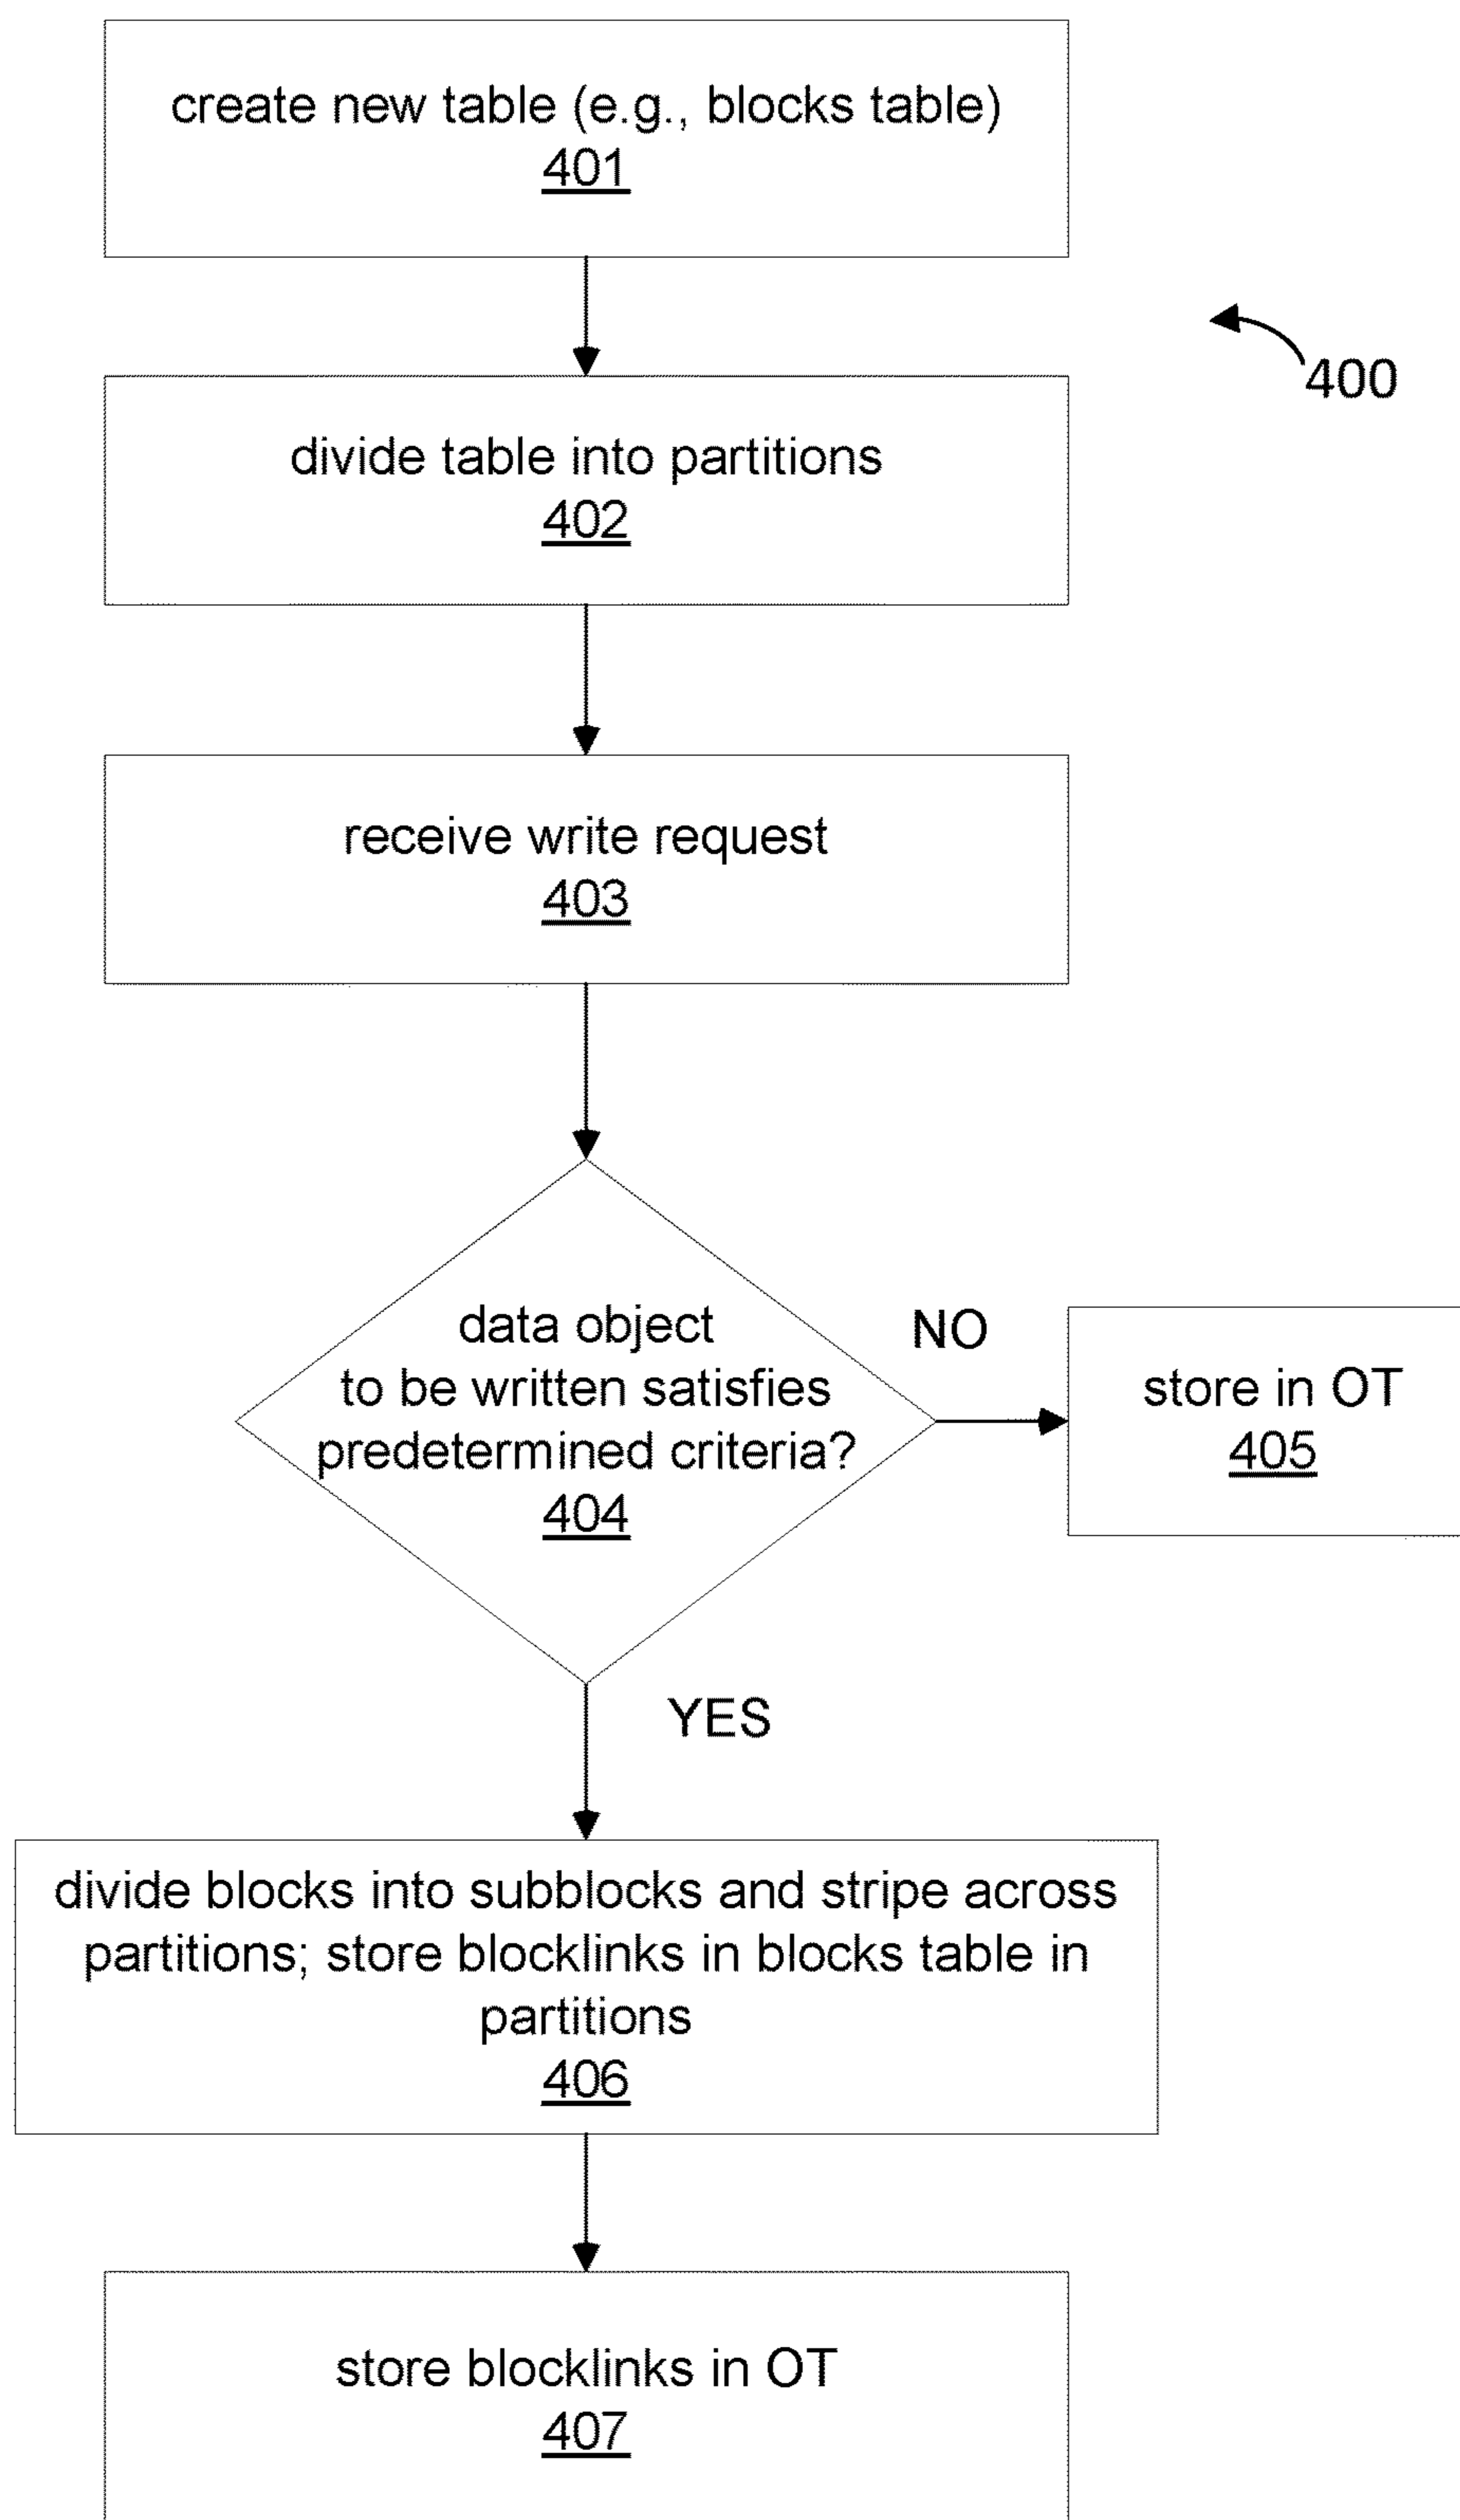 create new table (e.g., blocks table)
401
400
divide table into partitions
402
receive write request
403
data object
to be written satisfies
predetermined criteria?
404
NO
store in OT
405
YES
divide blocks into subblocks and stripe across
partitions; store blocklinks in blocks table in
partitions
406
store blocklinks in OT
407